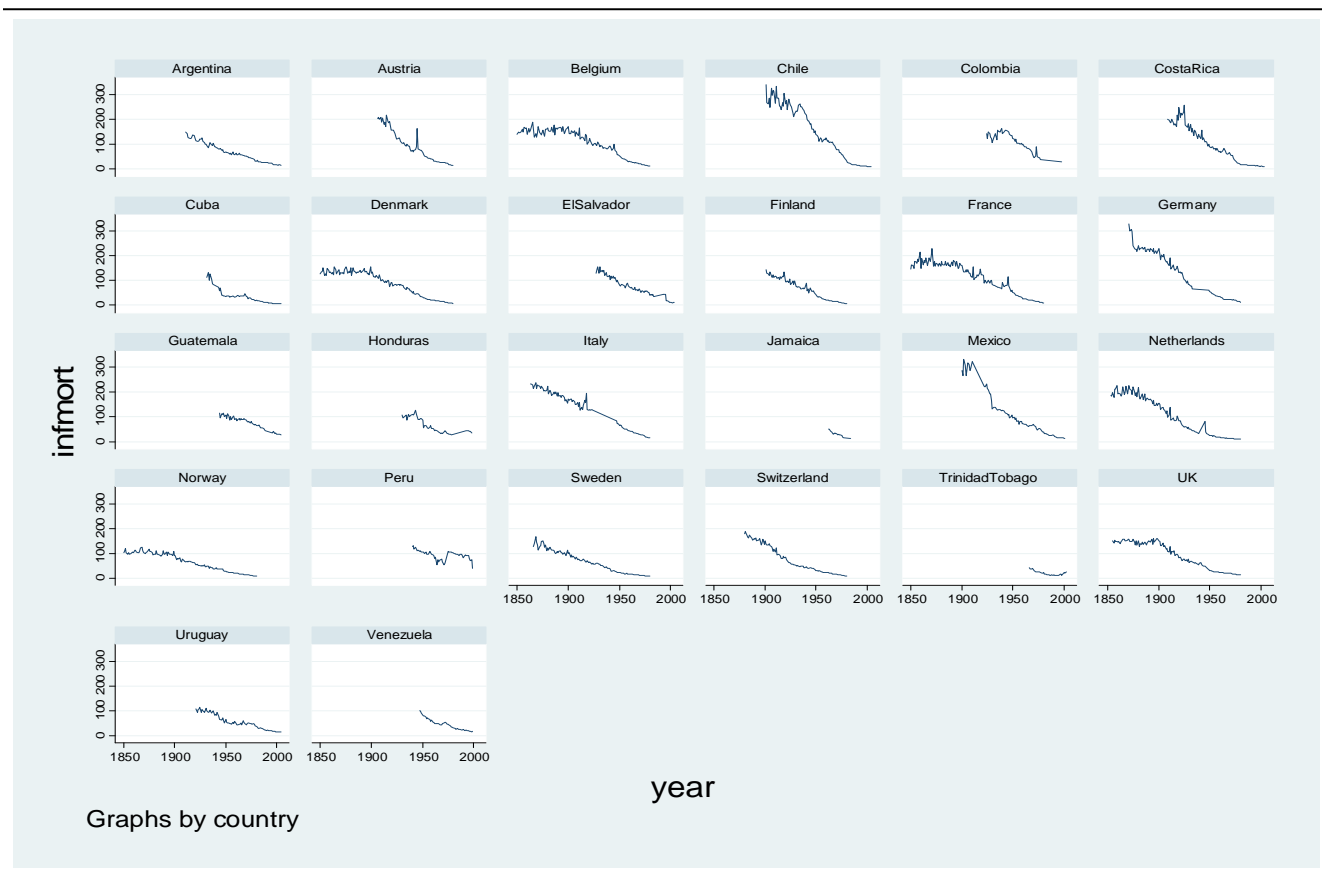 Argentina Austria Belgium Chile Colombia CostaRica
0 100 200 300
Cuba Denmark ElSalvador Finland France Germany
0 100 200 300
Guatemala Honduras Italy Jamaica Mexico Netherlands
0 100 200 300
infmort
Norway Peru Sweden Switzerland TrinidadTobago UK
0 100 200 300
1850 1900 1950 2000 1850 1900 1950 2000 1850 1900 1950 2000 1850 1900 1950 2000
Uruguay Venezuela
0 100 200 300
1850 1900 1950 2000 1850 1900 1950 2000
year
Graphs by country